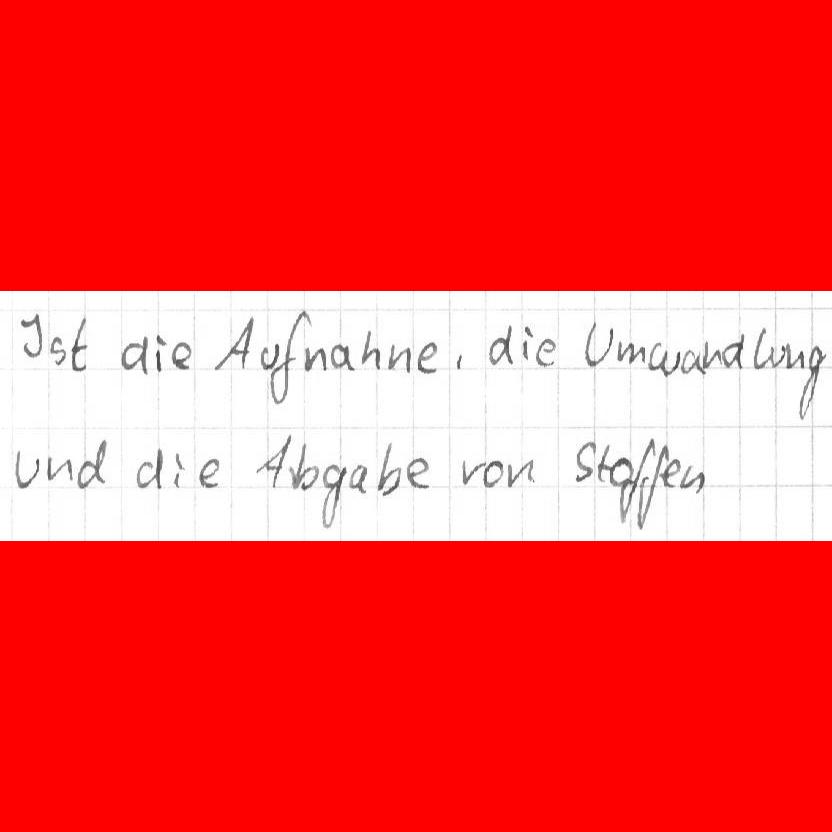 Ist die Aufnahne, die Umwandlung
und die Abgabe von Stoffen